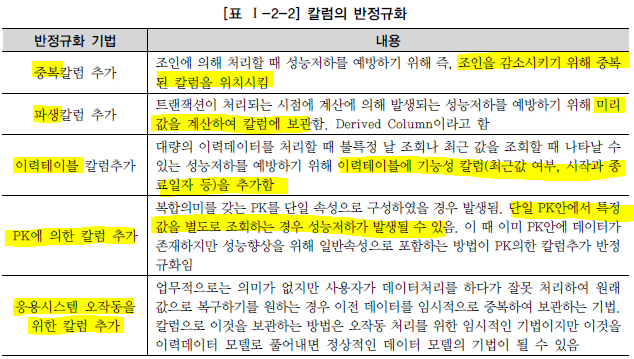 [표 Ⅰ-2-2] 칼럼의 반정규화
반정규화 기법
내용
중복칼럼 추가
조인에 의해 처리할 때 성능저하를 예방하기 위해 즉, 조인을 감소시키기 위해 중복
된 칼럼을 위치시킴
파생칼럼 추가
트랜잭션이 처리되는 시점에 계산에 의해 발생되는 성능저하를 예방하기 위해 미리
값을 계산하여 칼럼에 보관함. Derived Column이라고 함
이력테이블 칼럼추가
대량의 이력데이터를 처리할 때 불특정 날 조회나 최근 값을 조회할 때 나타날 수
있는 성능저하를 예방하기 위해 이력테이블에 기능성 칼럼(최근값 여부, 시작과 종
료일자 등)을 추가함
PK에 의한 칼럼 추가
복합의미를 갖는 PK를 단일 속성으로 구성하였을 경우 발생됨. 단일 PK안에서 특정
값을 별도로 조회하는 경우 성능저하가 발생될 수 있음. 이 때 이미 PK안에 데이터가
존재하지만 성능향상을 위해 일반속성으로 포함하는 방법이 PK의한 칼럼추가 반정
규화임
응용시스템 오작동을
위한 칼럼 추가
업무적으로는 의미가 없지만 사용자가 데이터처리를 하다가 잘못 처리하여 원래
값으로 복구하기를 원하는 경우 이전 데이터를 임시적으로 중복하여 보관하는 기법.
칼럼으로 이것을 보관하는 방법은 오작동 처리를 위한 임시적인 기법이지만 이것을
이력데이터 모델로 풀어내면 정상적인 데이터 모델의 기법이 될 수 있음